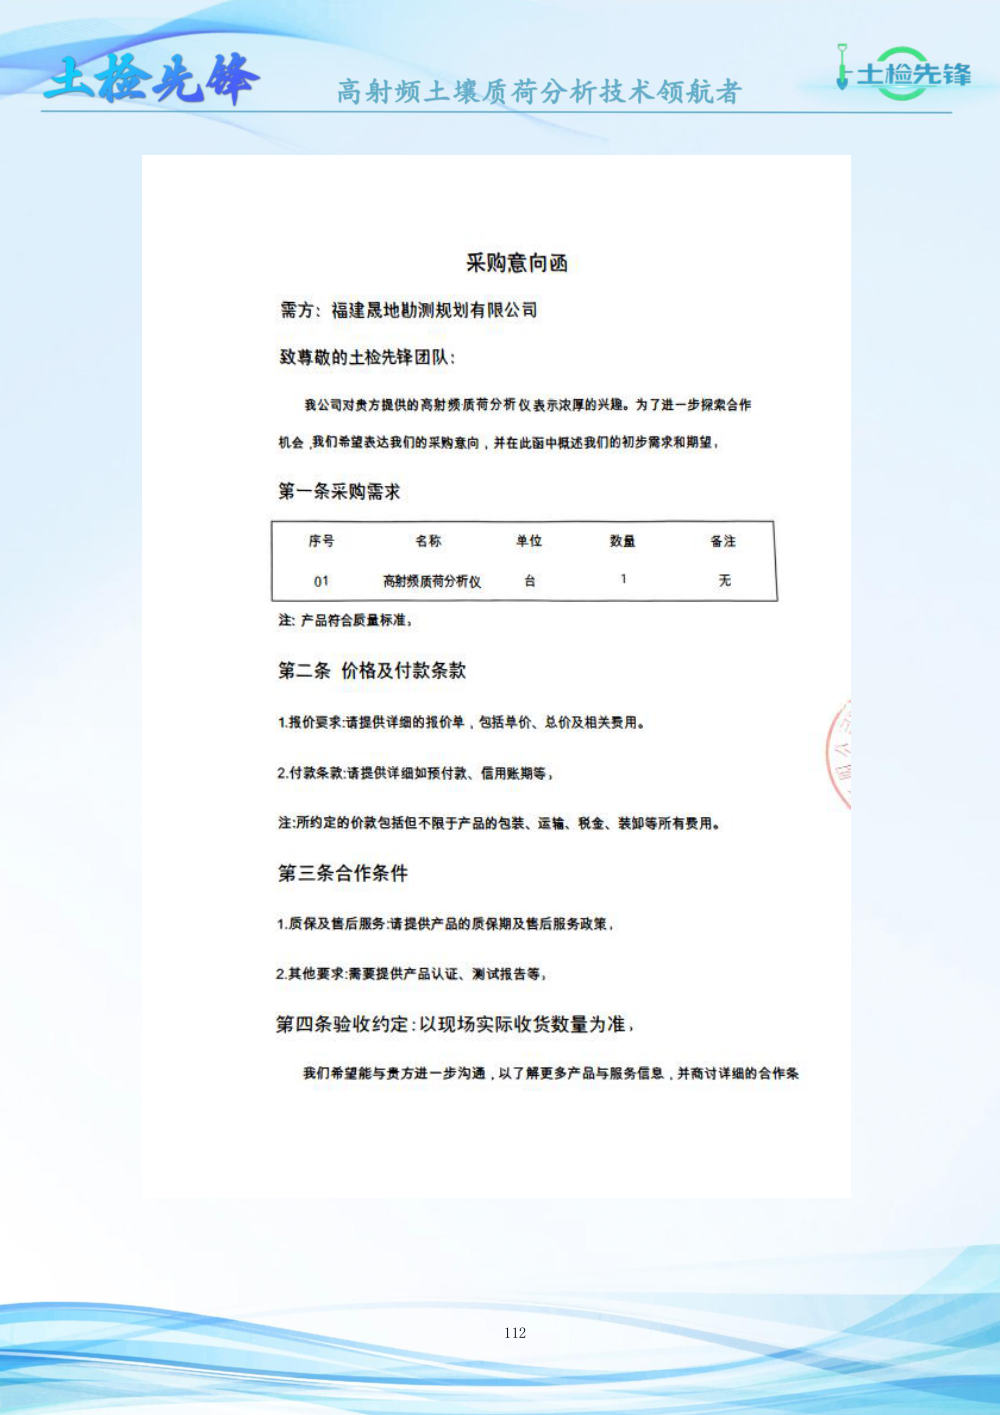 土检先锋
高射频土壤质荷分析技术领航者
土检先锋
采购意向函
需方：福建晟地勘测规划有限公司
致尊敬的土检先锋团队:
我公司对贵方提供的高射频质荷分析仪表示浓厚的兴趣。为了进一步探索合作
机会,我们希望表达我们的采购意向,并在此函中概述我们的初步需求和期望,
第一条采购需求
序号 名称 单位 数量 备注
01 高射频质荷分析仪 台 1 无
注: 产品符合质量标准,
第二条 价格及付款条款
1.报价要求:请提供详细的报价单,包括单价、总价及相关费用。
2.付款条款:请提供详细如预付款、信用账期等,
注:所约定的价款包括但不限于产品的包装、运输、税金、装卸等所有费用。
第三条合作条件
1.质保及售后服务:请提供产品的质保期及售后服务政策,
2.其他要求:需要提供产品认证、测试报告等,
第四条验收约定:以现场实际收货数量为准,
我们希望能与贵方进一步沟通,以了解更多产品与服务信息,并商讨详细的合作条
112